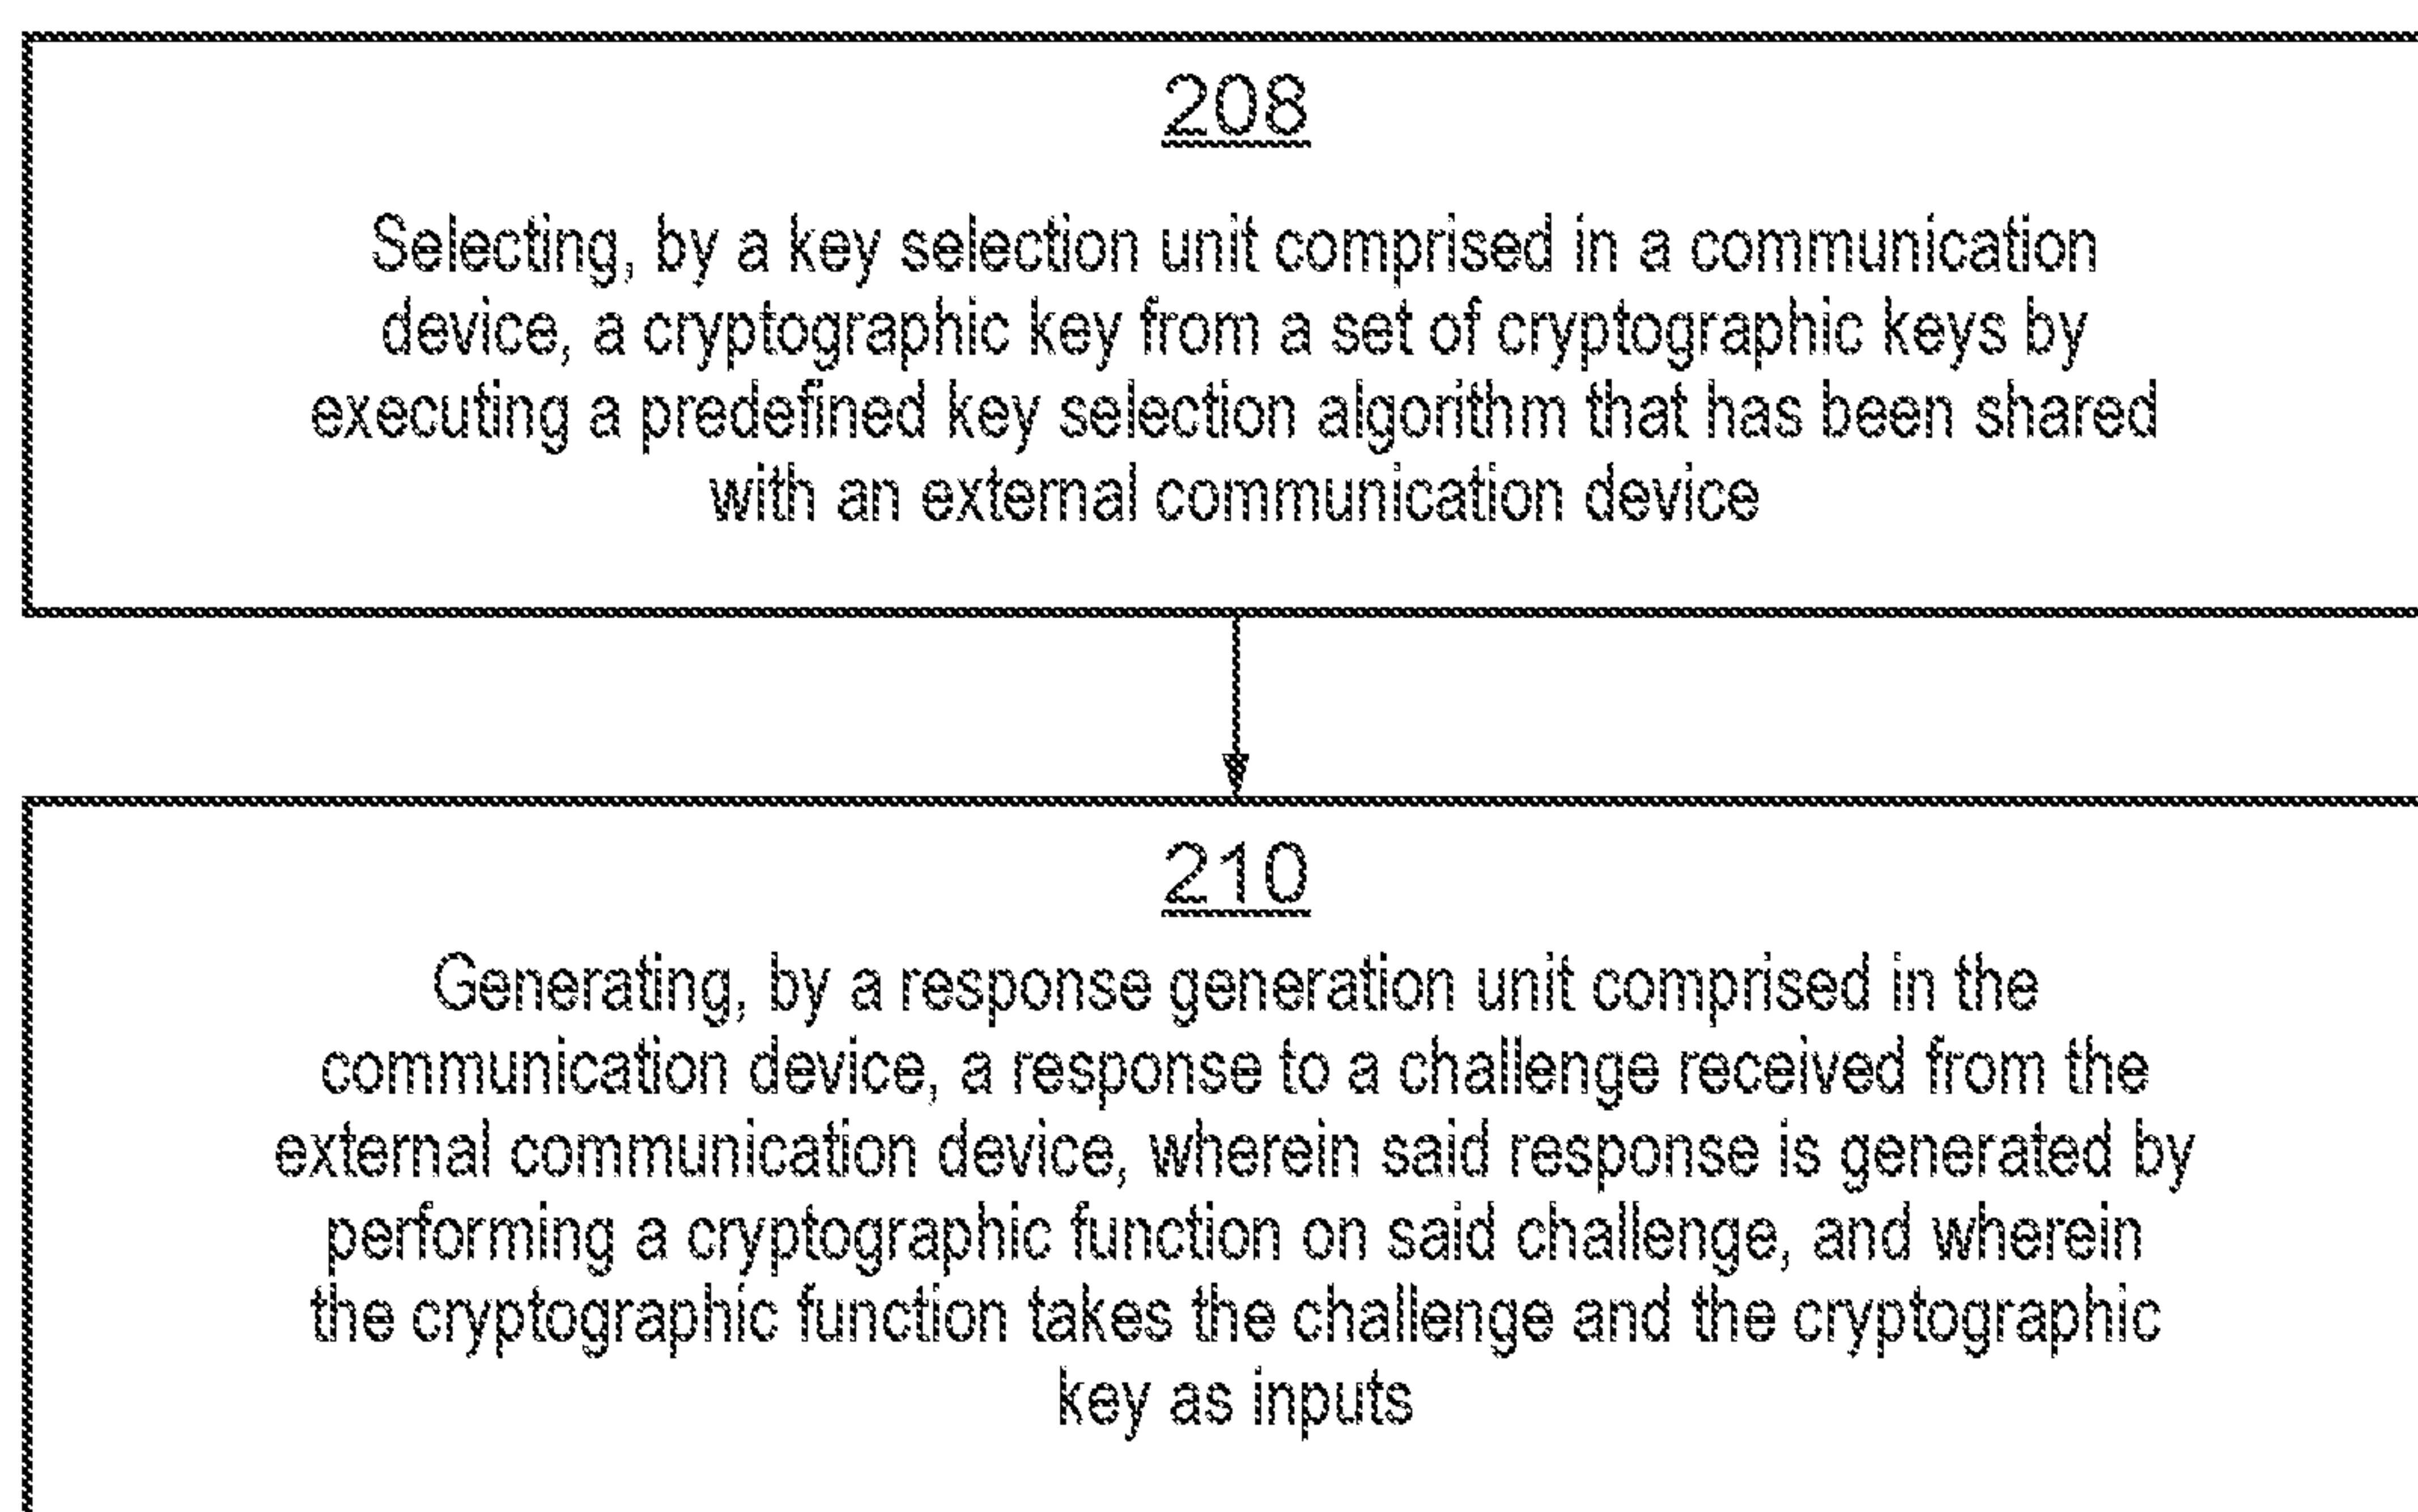 208
Selecting, by a key selection unit comprised in a communication
device, a cryptographic key from a set of cryptographic keys by
executing a predefined key selection algorithm that has been shared
with an external communication device
210
Generating, by a response generation unit comprised in the
communication device, a response to a challenge received from the
external communication device, wherein said response is generated by
performing a cryptographic function on said challenge, and wherein
the cryptographic function takes the challenge and the cryptographic
key as inputs